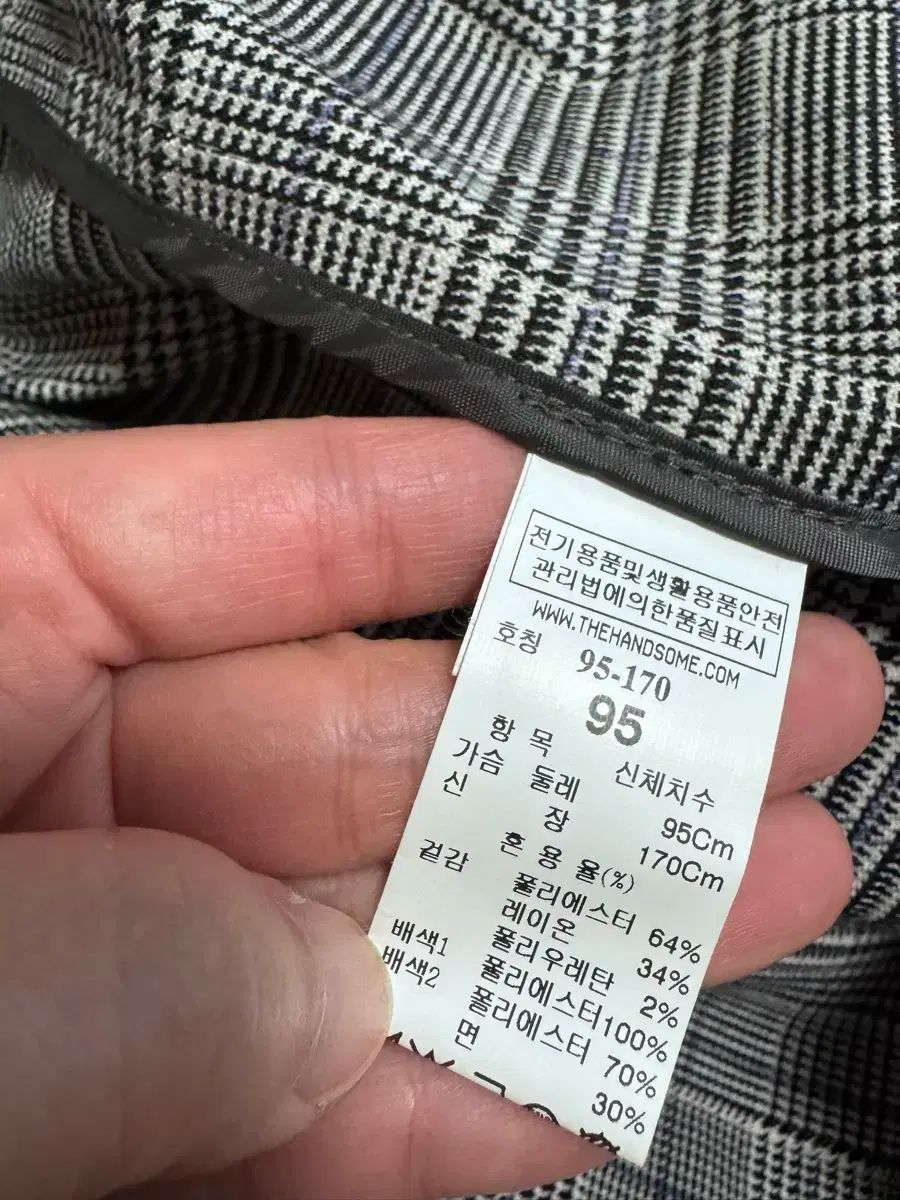 전기용품및생활용품안전
관리법에의한품질표시
WWW.THEHANDSOME.COM
호칭 95-170
95
항 목 신체치수
가슴 둘레 95Cm
신 장 170Cm
혼 용 율(%)
겉감 폴리에스터 64%
레이온 34%
폴리우레탄 2%
배색1 폴리에스터100%
배색2 폴리에스터 70%
면 30%